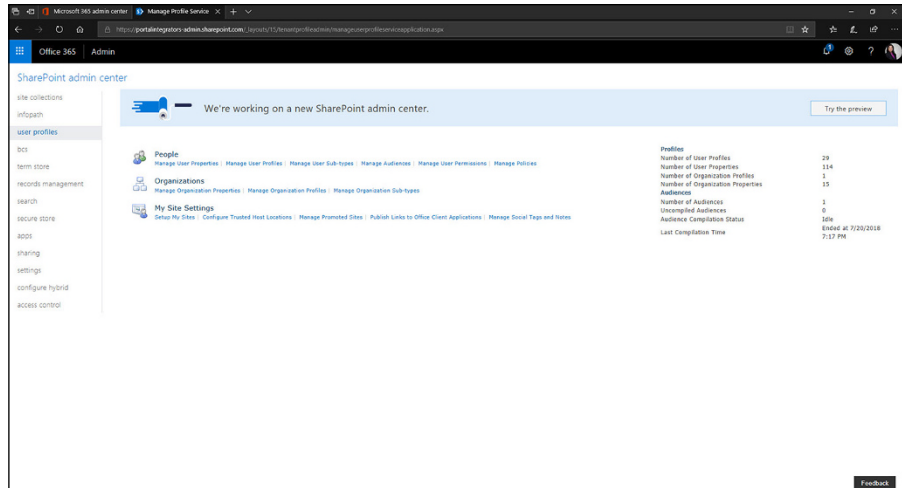 Microsoft 365 admin center
Manage Profile Service
https://portalintegrators-admin.sharepoint.com/_layouts/15/tenantprofileadmin/manageuserprofileserviceapplication.aspx
Office 365 Admin
1
?
SharePoint admin center
site collections
infopath
user profiles
bcs
term store
records management
search
secure store
apps
sharing
settings
configure hybrid
access control
We're working on a new SharePoint admin center.
Try the preview
People
Manage User Properties | Manage User Profiles | Manage User Sub-types | Manage Audiences | Manage User Permissions | Manage Policies
Organizations
Manage Organization Properties | Manage Organization Profiles | Manage Organization Sub-types
My Site Settings
Setup My Sites | Configure Trusted Host Locations | Manage Promoted Sites | Publish Links to Office Client Applications | Manage Social Tags and Notes
Profiles
Number of User Profiles 29
Number of User Properties 114
Number of Organization Profiles 1
Number of Organization Properties 15
Audiences
Number of Audiences 1
Uncompiled Audiences 0
Audience Compilation Status Idle
Last Compilation Time Ended at 7/20/2018
7:17 PM
Feedback